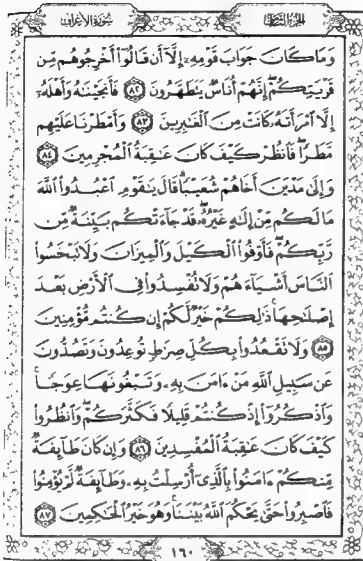 الجزء الثامن
سورة الأعراف
وَمَا كَانَ جَوَابَ قَوْمِهِۦٓ إِلَّآ أَن قَالُوٓا۟ أَخْرِجُوهُم مِّن
قَرْيَتِكُمْ ۖ إِنَّهُمْ أُنَاسٌ يَتَطَهَّرُونَ ٨٢ فَأَنجَيْنَٰهُ وَأَهْلَهُۥٓ
إِلَّا ٱمْرَأَتَهُۥ كَانَتْ مِنَ ٱلْغَٰبِرِينَ ٨٣ وَأَمْطَرْنَا عَلَيْهِم
مَّطَرًا ۖ فَٱنظُرْ كَيْفَ كَانَ عَٰقِبَةُ ٱلْمُجْرِمِينَ ٨٤
وَإِلَىٰ مَدْيَنَ أَخَاهُمْ شُعَيْبًا ۗ قَالَ يَٰقَوْمِ ٱعْبُدُوا۟ ٱللَّهَ
مَا لَكُم مِّنْ إِلَٰهٍ غَيْرُهُۥ ۖ قَدْ جَآءَتْكُم بَيِّنَةٌ مِّن
رَّبِّكُمْ ۖ فَأَوْفُوا۟ ٱلْكَيْلَ وَٱلْمِيزَانَ وَلَا تَبْخَسُوا۟
ٱلنَّاسَ أَشْيَآءَهُمْ وَلَا تُفْسِدُوا۟ فِى ٱلْأَرْضِ بَعْدَ
إِصْلَٰحِهَا ۚ ذَٰلِكُمْ خَيْرٌ لَّكُمْ إِن كُنتُم مُّؤْمِنِينَ
٨٥ وَلَا تَقْعُدُوا۟ بِكُلِّ صِرَٰطٍ تُوعِدُونَ وَتَصُدُّونَ
عَن سَبِيلِ ٱللَّهِ مَنْ ءَامَنَ بِهِۦ وَتَبْغُونَهَا عِوَجًا ۚ
وَٱذْكُرُوٓا۟ إِذْ كُنتُمْ قَلِيلًا فَكَثَّرَكُمْ ۖ وَٱنظُرُوا۟
كَيْفَ كَانَ عَٰقِبَةُ ٱلْمُفْسِدِينَ ٨٦ وَإِن كَانَ طَآئِفَةٌ
مِّنكُمْ ءَامَنُوا۟ بِٱلَّذِىٓ أُرْسِلْتُ بِهِۦ وَطَآئِفَةٌ لَّمْ يُؤْمِنُوا۟
فَٱصْبِرُوا۟ حَتَّىٰ يَحْكُمَ ٱللَّهُ بَيْنَنَا ۚ وَهُوَ خَيْرُ ٱلْحَٰكِمِينَ ٨٧
١٦٠